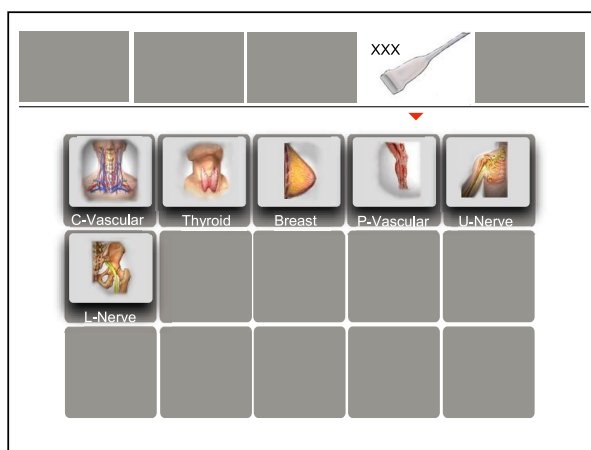 XXX
C-Vascular
Thyroid
Breast
P-Vascular
U-Nerve
L-Nerve